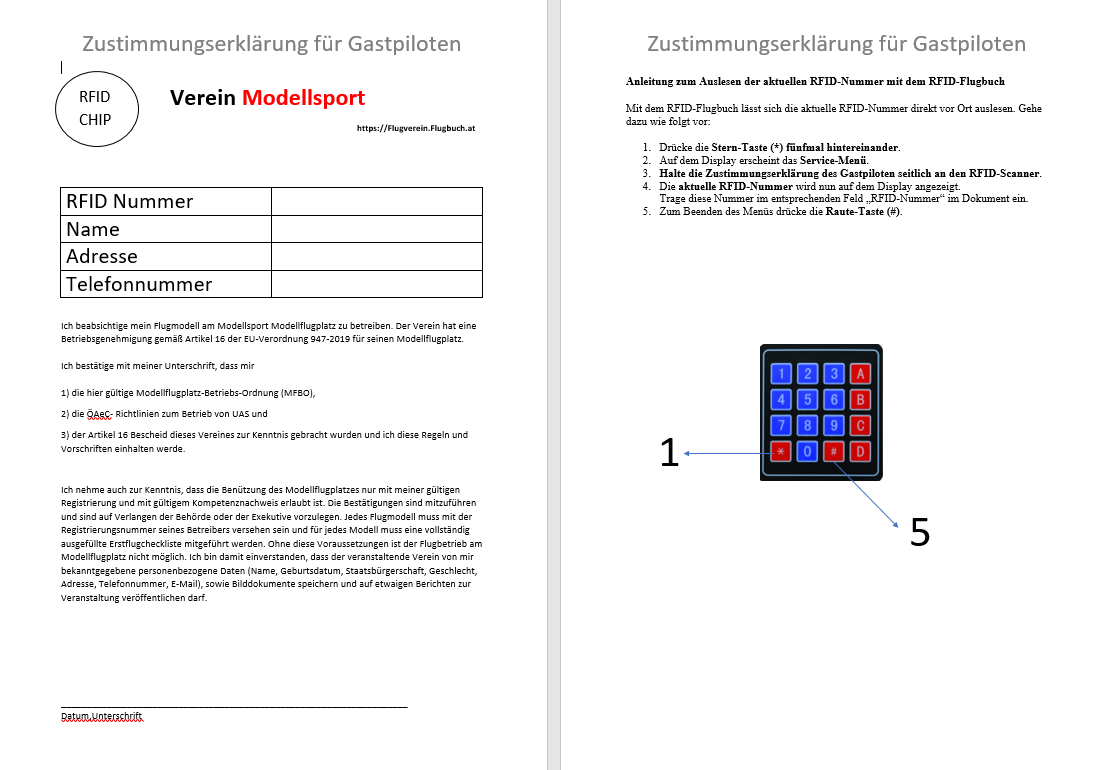 Zustimmungserklärung für Gastpiloten
RFID
CHIP
Verein Modellsport
https://Flugverein.Flugbuch.at
RFID Nummer
Name
Adresse
Telefonnummer
Ich beabsichtige mein Flugmodell am Modellsport Modellflugplatz zu betreiben. Der Verein hat eine
Betriebsgenehmigung gemäß Artikel 16 der EU-Verordnung 947-2019 für seinen Modellflugplatz.
Ich bestätige mit meiner Unterschrift, dass mir
1) die hier gültige Modellflugplatz-Betriebs-Ordnung (MFBO),
2) die ÖAeC- Richtlinien zum Betrieb von UAS und
3) der Artikel 16 Bescheid dieses Vereines zur Kenntnis gebracht wurden und ich diese Regeln und
Vorschriften einhalten werde.
Ich nehme auch zur Kenntnis, dass die Benützung des Modellflugplatzes nur mit meiner gültigen
Registrierung und mit gültigem Kompetenznachweis erlaubt ist. Die Bestätigungen sind mitzuführen
und sind auf Verlangen der Behörde oder der Exekutive vorzulegen. Jedes Flugmodell muss mit der
Registrierungsnummer seines Betreibers versehen sein und für jedes Modell muss eine vollständig
ausgefüllte Erstflugcheckliste mitgeführt werden. Ohne diese Voraussetzungen ist der Flugbetrieb am
Modellflugplatz nicht möglich. Ich bin damit einverstanden, dass der veranstaltende Verein von mir
bekanntgegebene personenbezogene Daten (Name, Geburtsdatum, Staatsbürgerschaft, Geschlecht,
Adresse, Telefonnummer, E-Mail), sowie Bilddokumente speichern und auf etwaigen Berichten zur
Veranstaltung veröffentlichen darf.
Datum,Unterschrift
Zustimmungserklärung für Gastpiloten
Anleitung zum Auslesen der aktuellen RFID-Nummer mit dem RFID-Flugbuch
Mit dem RFID-Flugbuch lässt sich die aktuelle RFID-Nummer direkt vor Ort auslesen. Gehe
dazu wie folgt vor:
1. Drücke die Stern-Taste (*) fünfmal hintereinander.
2. Auf dem Display erscheint das Service-Menü.
3. Halte die Zustimmungserklärung des Gastpiloten seitlich an den RFID-Scanner.
4. Die aktuelle RFID-Nummer wird nun auf dem Display angezeigt.
Trage diese Nummer im entsprechenden Feld „RFID-Nummer“ im Dokument ein.
5. Zum Beenden des Menüs drücke die Raute-Taste (#).
1 2 3 A
4 5 6 B
7 8 9 C
* 0 # D
1
5